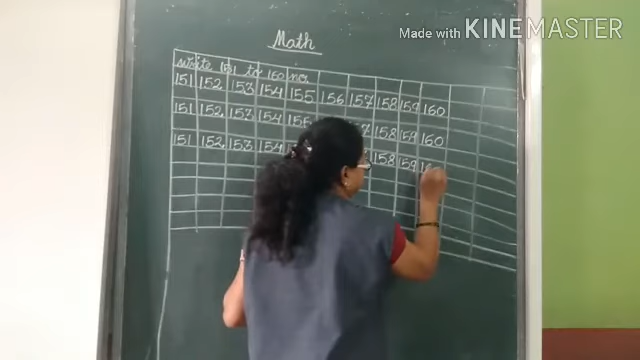 Made with KINEMASTER
Math
write 151 to 160 no.
151 152 153 154 155 156 157 158 159 160
151 152 153 154 155 158 159 160
151 152 153 154 158 159